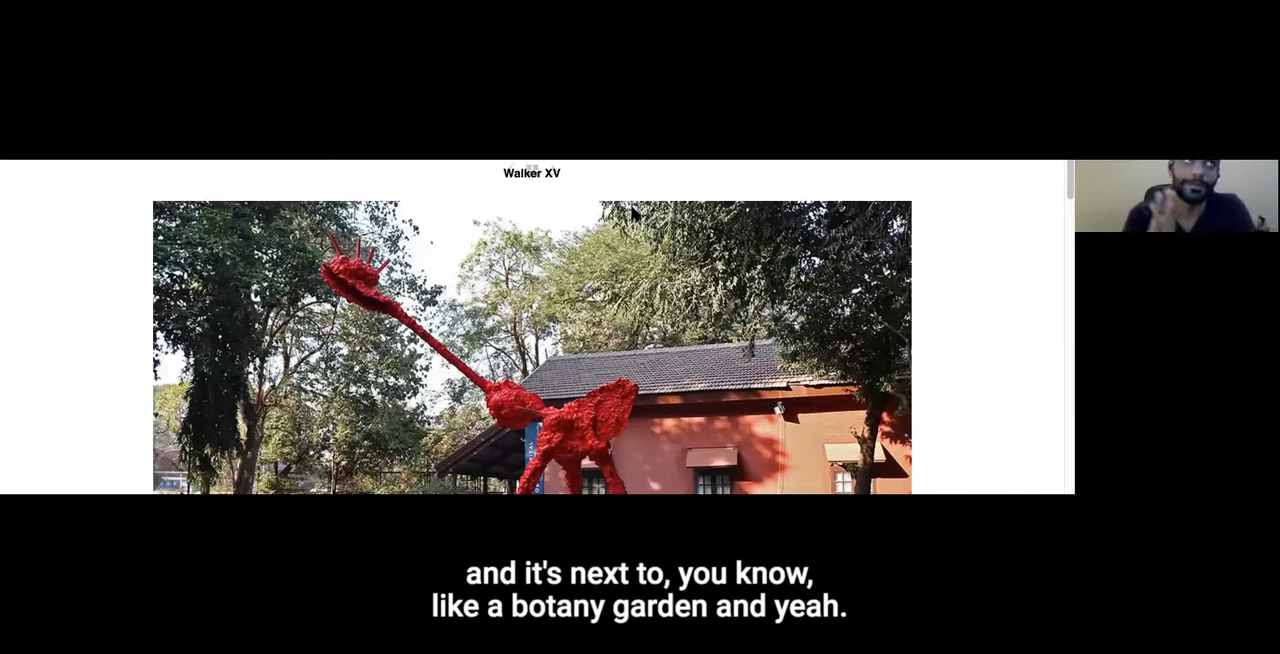 Walker XV
and it's next to, you know,
like a botany garden and yeah.